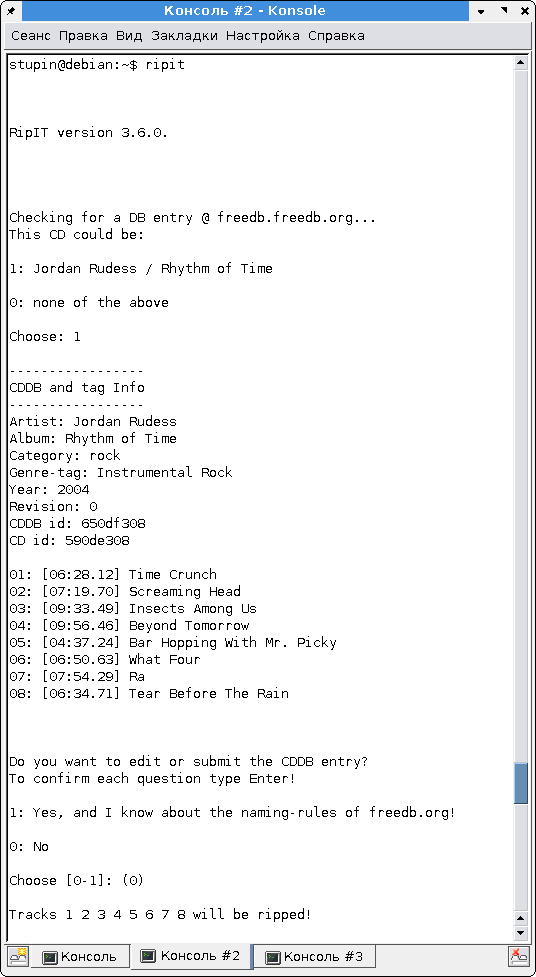 Консоль #2 - Konsole
Сеанс Правка Вид Закладки Настройка Справка
stupin@debian:~$ ripit
RipIT version 3.6.0.
Checking for a DB entry @ freedb.freedb.org...
This CD could be:
1: Jordan Rudess / Rhythm of Time
0: none of the above
Choose: 1
-----------------
CDDB and tag Info
-----------------
Artist: Jordan Rudess
Album: Rhythm of Time
Category: rock
Genre-tag: Instrumental Rock
Year: 2004
Revision: 0
CDDB id: 650df308
CD id: 590de308
01: [06:28.12] Time Crunch
02: [07:19.70] Screaming Head
03: [09:33.49] Insects Among Us
04: [09:56.46] Beyond Tomorrow
05: [04:37.24] Bar Hopping With Mr. Picky
06: [06:50.63] What Four
07: [07:54.29] Ra
08: [06:34.71] Tear Before The Rain
Do you want to edit or submit the CDDB entry?
To confirm each question type Enter!
1: Yes, and I know about the naming-rules of freedb.org!
0: No
Choose [0-1]: (0)
Tracks 1 2 3 4 5 6 7 8 will be ripped!
Консоль Консоль #2 Консоль #3